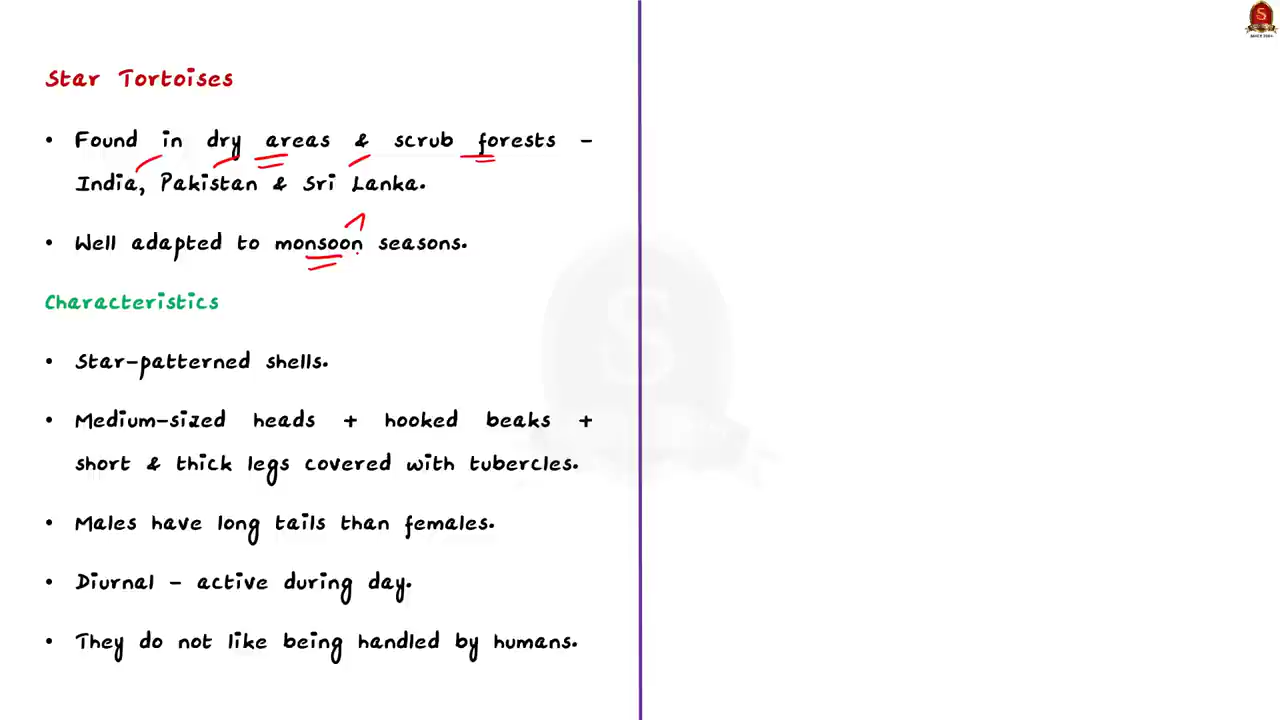 Star Tortoises
• Found in dry areas & scrub forests -
India, Pakistan & Sri Lanka.
• Well adapted to monsoon seasons.
Characteristics
• Star-patterned shells.
• Medium-sized heads + hooked beaks +
short & thick legs covered with tubercles.
• Males have long tails than females.
• Diurnal - active during day.
• They do not like being handled by humans.
S
SINCE 2004